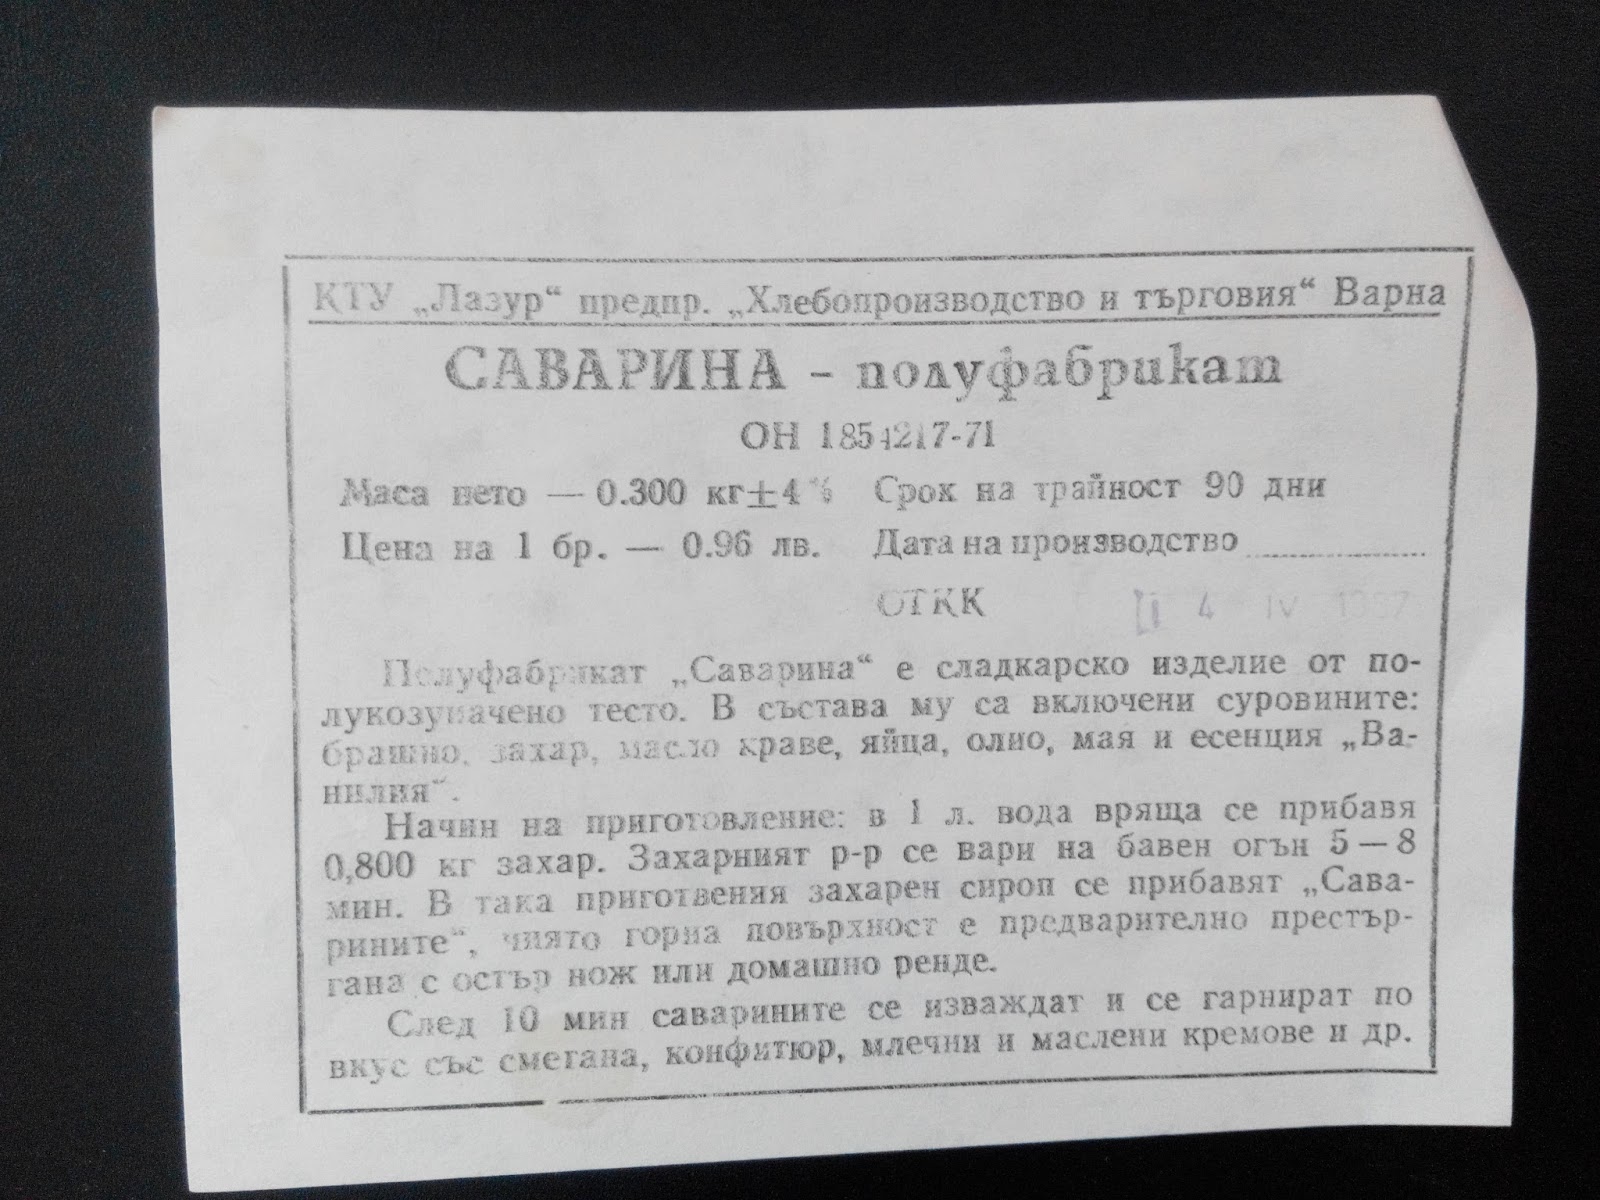 КТУ „Лазур“ предпр. „Хлебопроизводство и търговия“ Варна
САВАРИНА – полуфабрикат
ОН 1854217-71
Маса нето — 0.300 кг±4% Срок на трайност 90 дни
Цена на 1 бр. — 0.96 лв. Дата на производство
ОТКК 4 IV
Полуфабрикат „Саварина“ е сладкарско изделие от по-
лукозуначено тесто. В състава му са включени суровините:
брашно, захар, масло краве, яйца, олио, мая и есенция „Ва-
нилия“.
Начин на приготовление: в 1 л. вода вряща се прибавя
0,800 кг захар. Захарният р-р се вари на бавен огън 5 — 8
мин. В така приготвения захарен сироп се прибавят „Сава-
рините“, чиято горна повърхност е предварително престър-
гана с остър нож или домашно ренде.
След 10 мин саварините се изваждат и се гарнират по
вкус със сметана, конфитюр, млечни и маслени кремове и др.